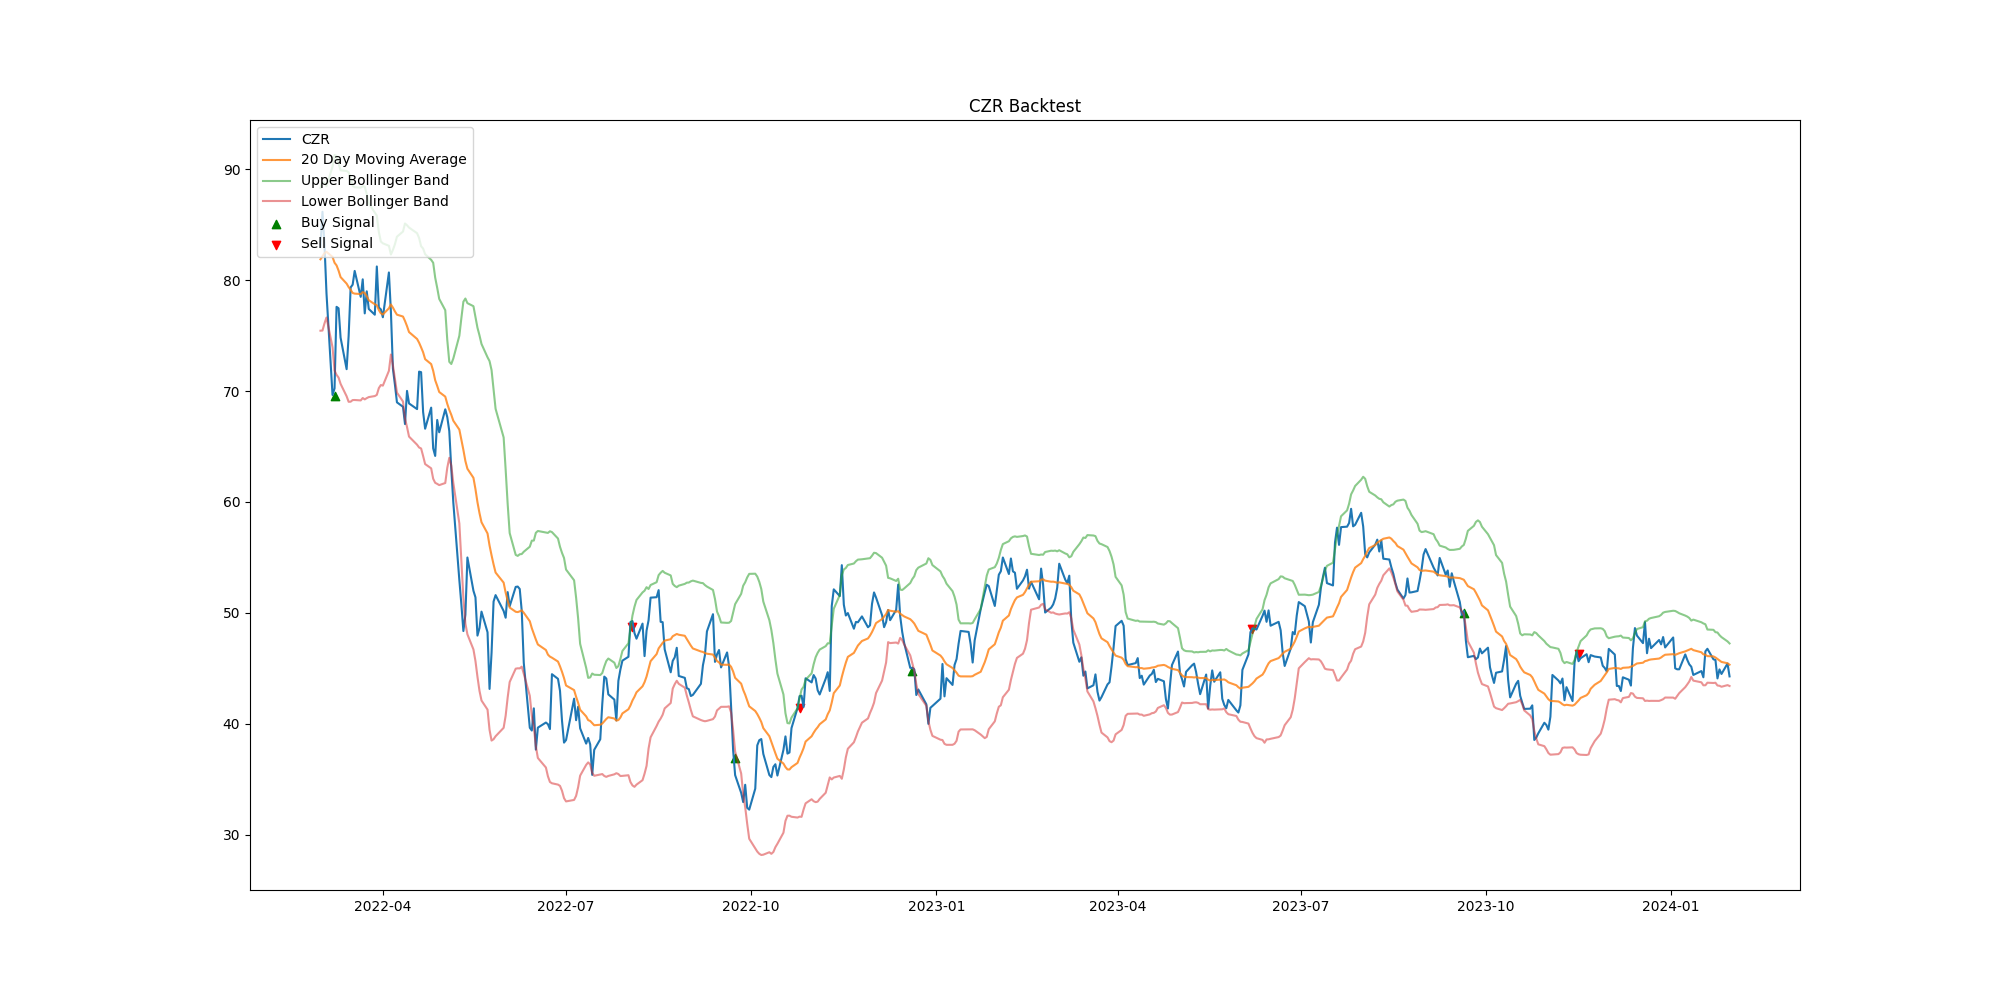 CZR Backtest
CZR
20 Day Moving Average
Upper Bollinger Band
Lower Bollinger Band
Buy Signal
Sell Signal
90
80
70
60
50
40
30
2022-04 2022-07 2022-10 2023-01 2023-04 2023-07 2023-10 2024-01